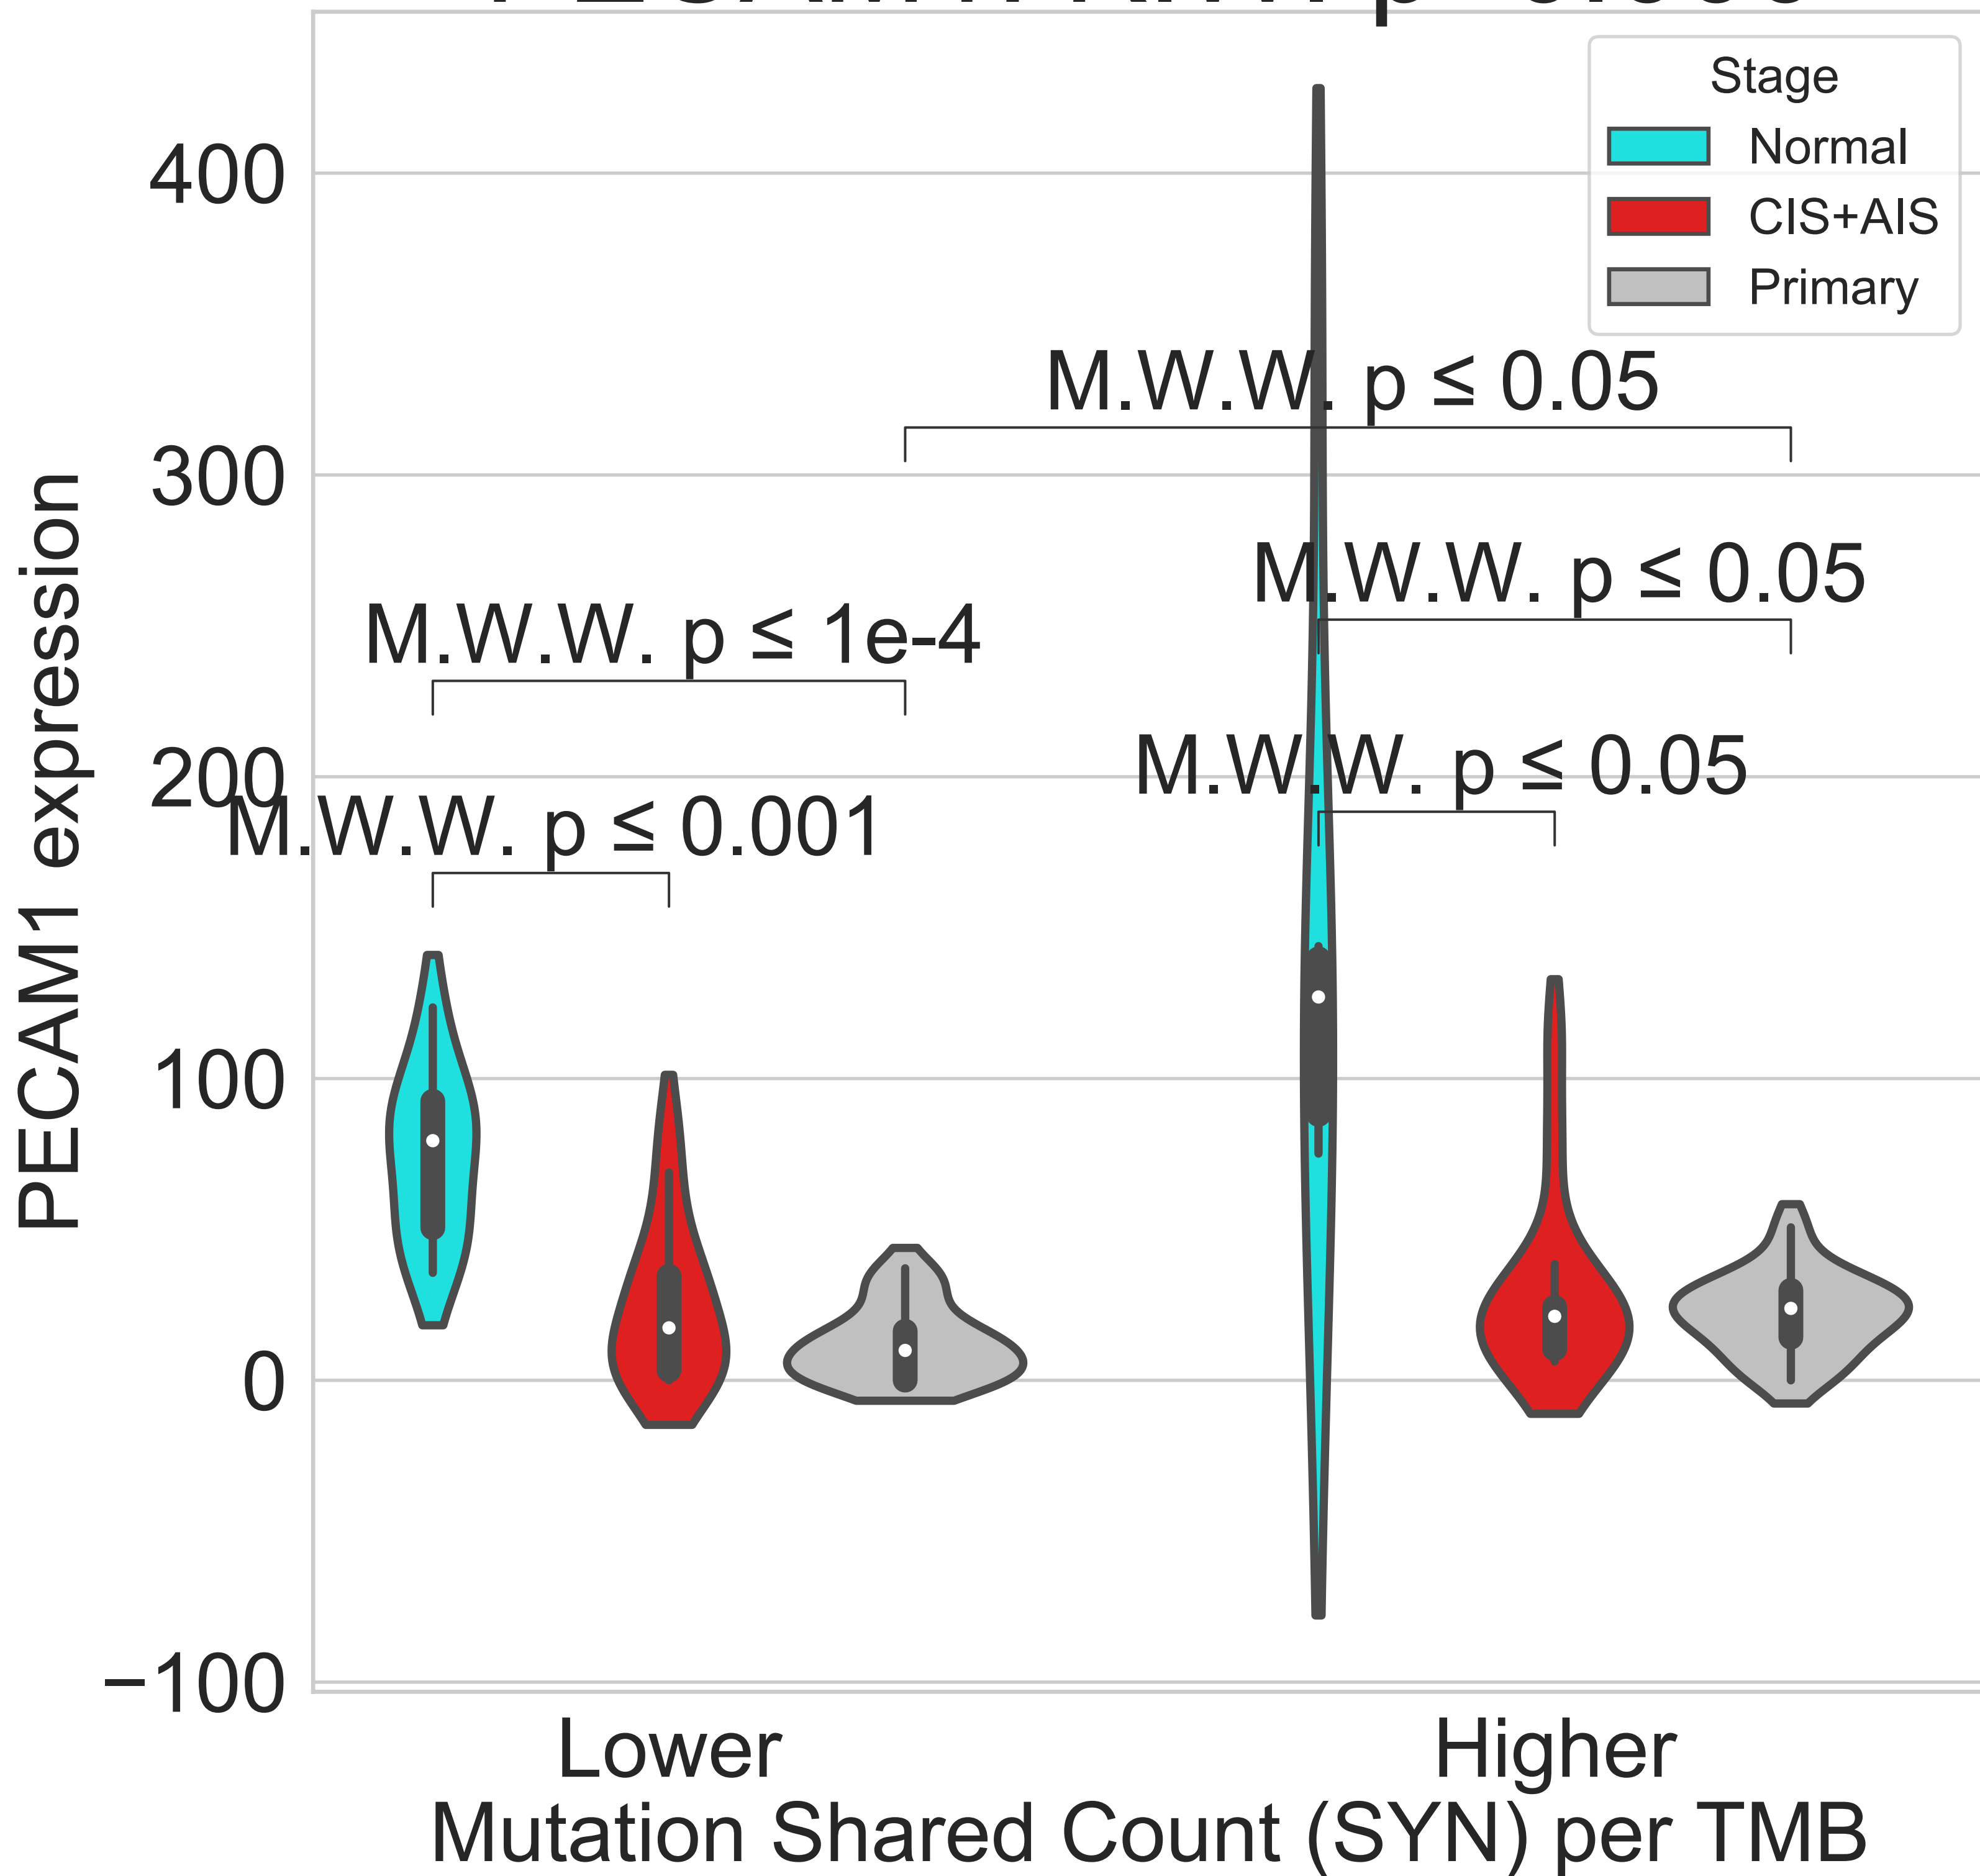 Stage
Normal
CIS+AIS
Primary
400
300
200
100
0
−100
PECAM1 expression
M.W.W. p ≤ 0.05
M.W.W. p ≤ 0.05
M.W.W. p ≤ 1e-4
M.W.W. p ≤ 0.05
M.W.W. p ≤ 0.001
Lower
Higher
Mutation Shared Count (SYN) per TMB